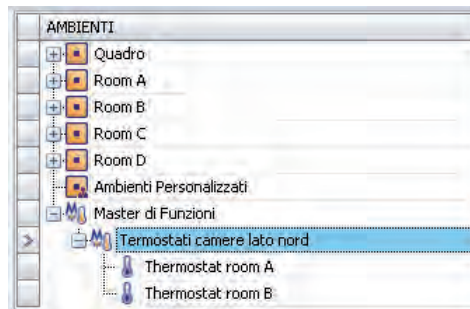 AMBIENTI
Quadro
Room A
Room B
Room C
Room D
Ambienti Personalizzati
Master di Funzioni
Termostati camere lato nord
Thermostat room A
Thermostat room B